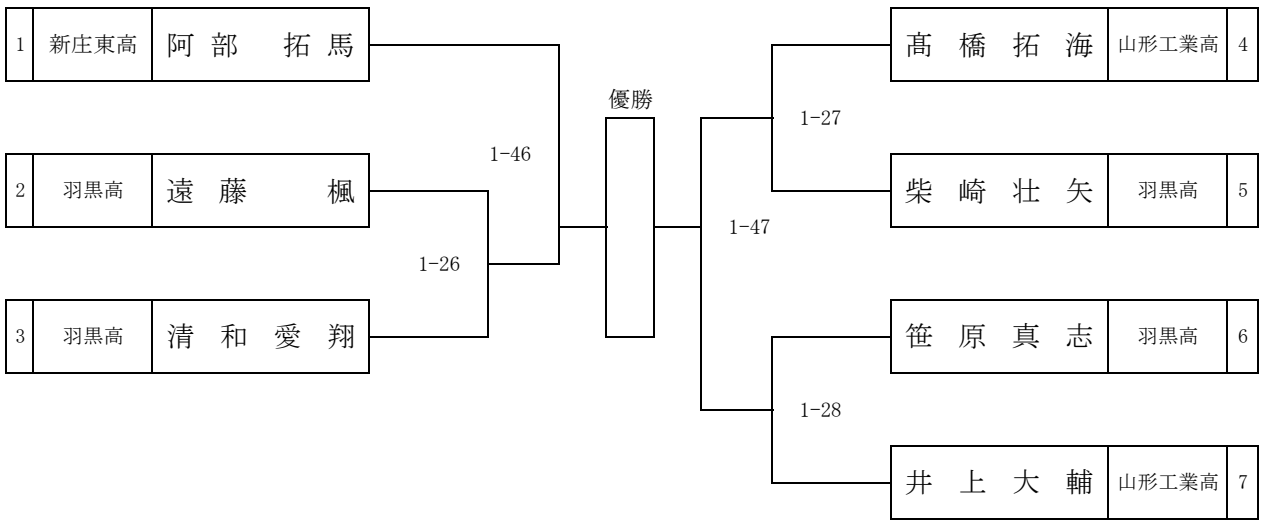 1 新庄東高 阿部 拓馬
2 羽黒高 遠藤 楓
3 羽黒高 清和愛翔
1-46
1-26
優勝
1-47
1-27
1-28
髙橋拓海 山形工業高 4
柴崎壮矢 羽黒高 5
笹原真志 羽黒高 6
井上大輔 山形工業高 7